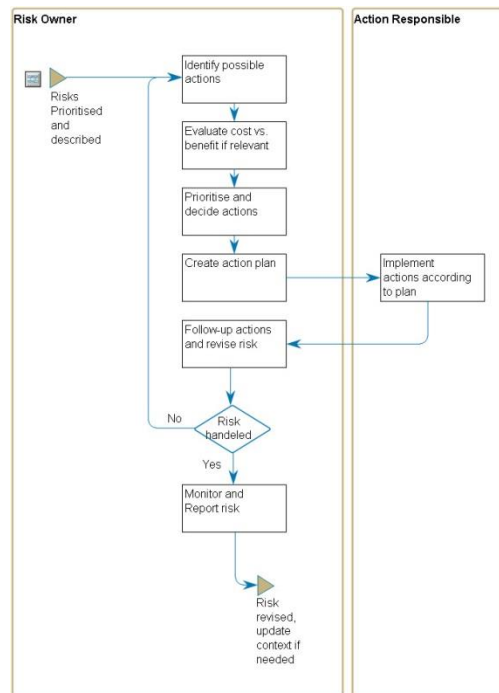 Risk Owner
Action Responsible
Identify possible
actions
Risks
Prioritised
and
described
Evaluate cost vs.
benefit if relevant
Prioritise and
decide actions
Create action plan
Implement
actions according
to plan
Follow-up actions
and revise risk
No
Risk
handeled
Yes
Monitor and
Report risk
Risk
revised,
update
context if
needed